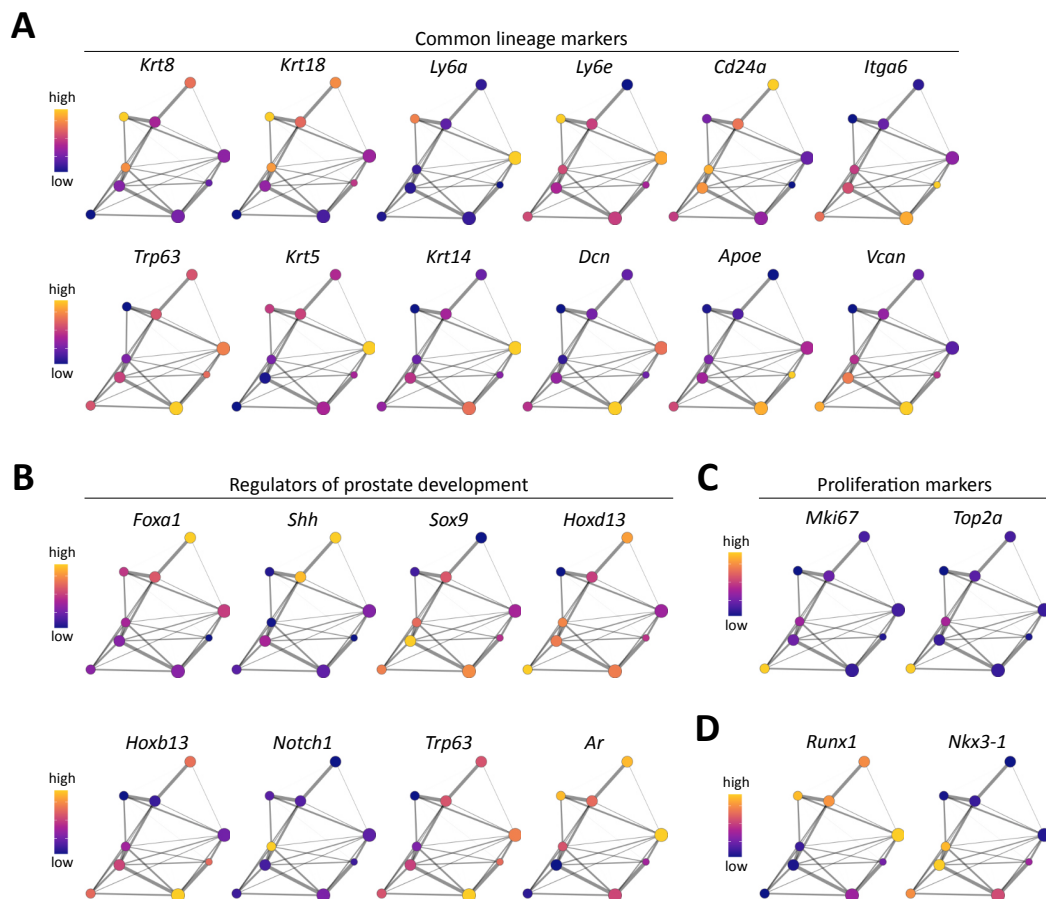 A
Common lineage markers
Krt8 Krt18 Ly6a Ly6e Cd24a Itga6
high
low
Trp63 Krt5 Krt14 Dcn Apoe Vcan
high
low
B
Regulators of prostate development
Foxa1 Shh Sox9 Hoxd13
high
low
Hoxb13 Notch1 Trp63 Ar
high
low
C
Proliferation markers
Mki67 Top2a
high
low
D
Runx1 Nkx3-1
high
low